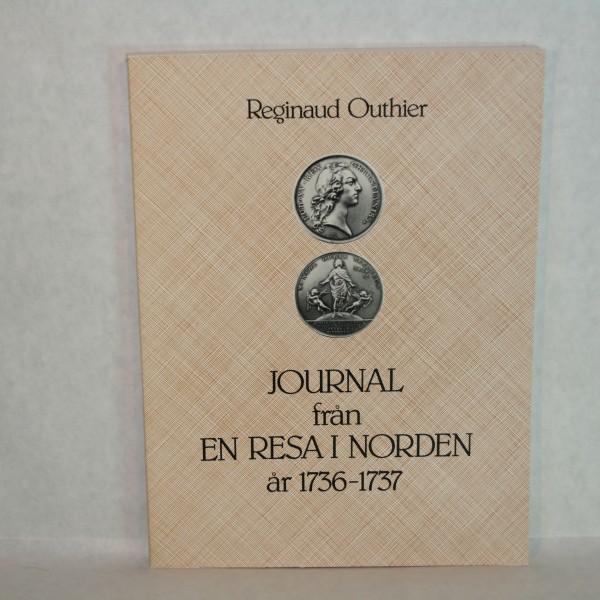 Reginaud Outhier
JOURNAL
från
EN RESA I NORDEN
år 1736-1737